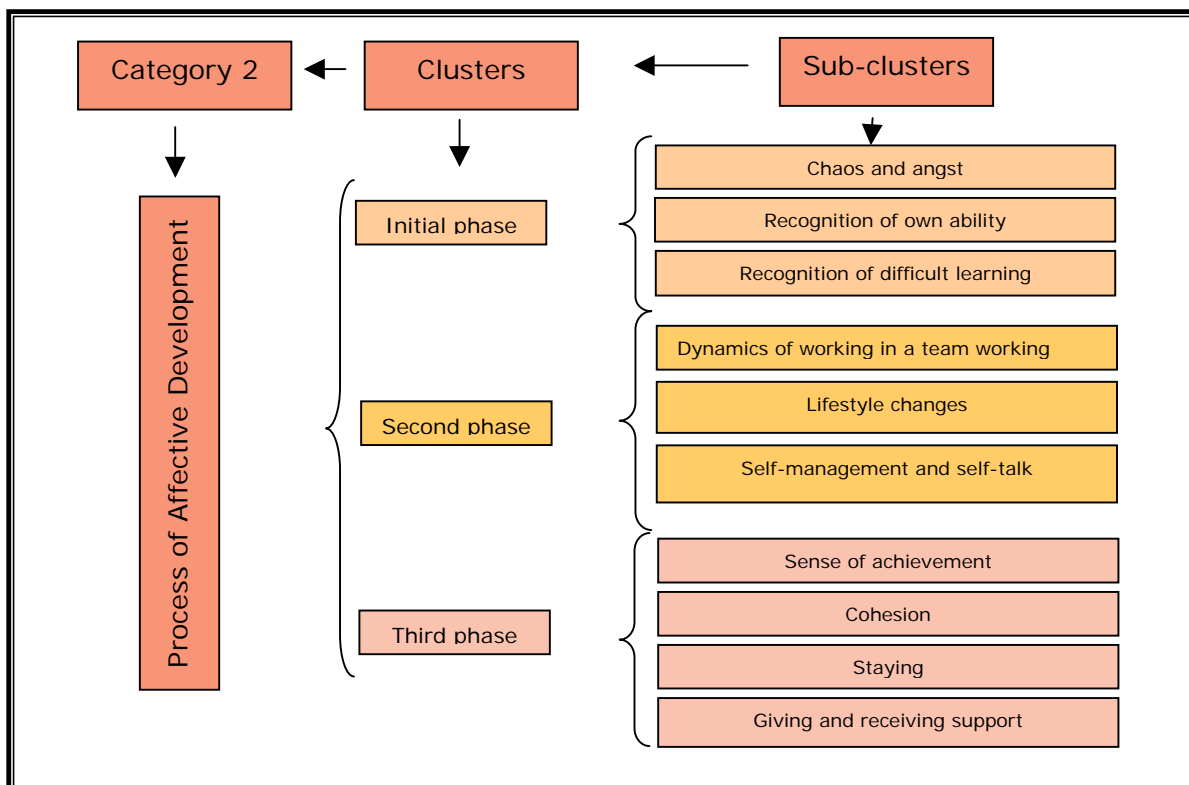 Category 2
Clusters
Sub-clusters
Process of Affective Development
Initial phase
Chaos and angst
Recognition of own ability
Recognition of difficult learning
Second phase
Dynamics of working in a team working
Lifestyle changes
Self-management and self-talk
Third phase
Sense of achievement
Cohesion
Staying
Giving and receiving support